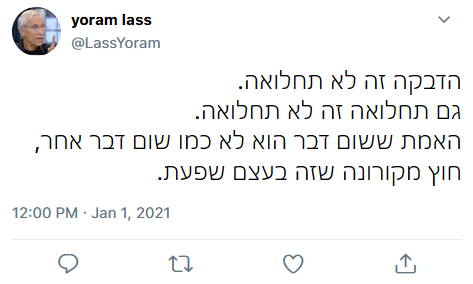 yoram lass
@LassYoram
הדבקה זה לא תחלואה.
גם תחלואה זה לא תחלואה.
האמת ששום דבר הוא לא כמו שום דבר אחר,
חוץ מקורונה שזה בעצם שפעת.
12:00 PM · Jan 1, 2021